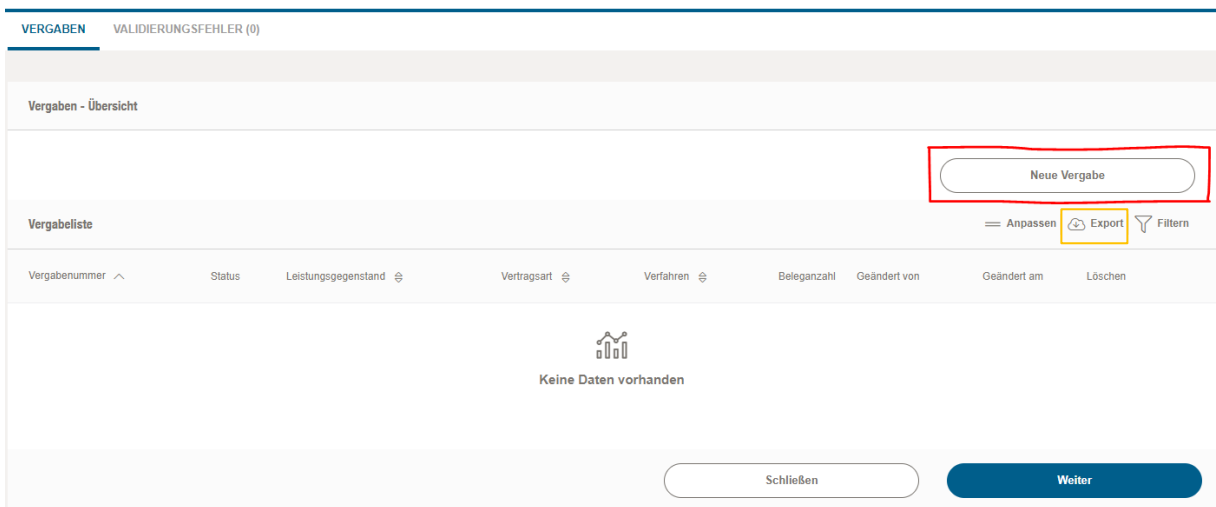 VERGABEN VALIDIERUNGSFEHLER (0)
Vergaben - Übersicht
Neue Vergabe
Vergabeliste Anpassen Export Filtern
Vergabenummer Status Leistungsgegenstand Vertragsart Verfahren Beleganzahl Geändert von Geändert am Löschen
Keine Daten vorhanden
Schließen Weiter